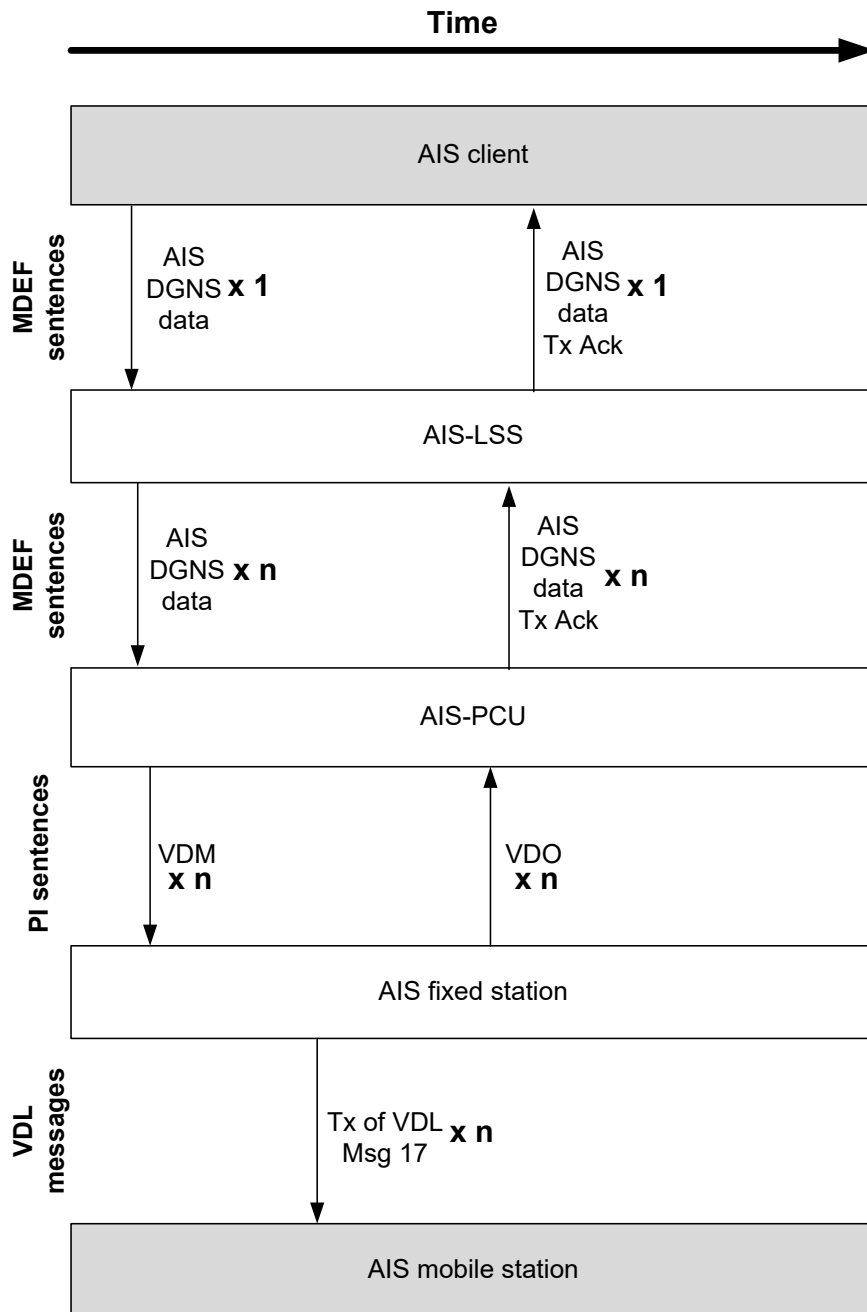 Time
AIS client
MDEF
sentences
AIS
DGNS x 1
data
AIS
DGNS x 1
data
Tx Ack
AIS-LSS
MDEF
sentences
AIS
DGNS x n
data
AIS
DGNS
data x n
Tx Ack
AIS-PCU
PI sentences
VDM
x n
VDO
x n
AIS fixed station
VDL
messages
Tx of VDL x n
Msg 17
AIS mobile station